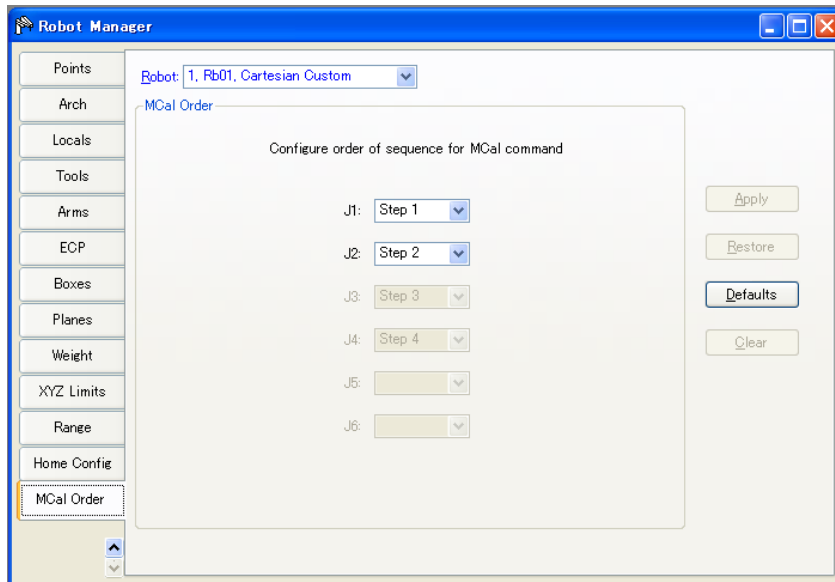 Robot Manager
Points
Arch
Locals
Tools
Arms
ECP
Boxes
Planes
Weight
XYZ Limits
Range
Home Config
MCal Order
Robot: 1, Rb01, Cartesian Custom
MCal Order
Configure order of sequence for MCal command
J1: Step 1
J2: Step 2
J3: Step 3
J4: Step 4
J5:
J6:
Apply
Restore
Defaults
Clear